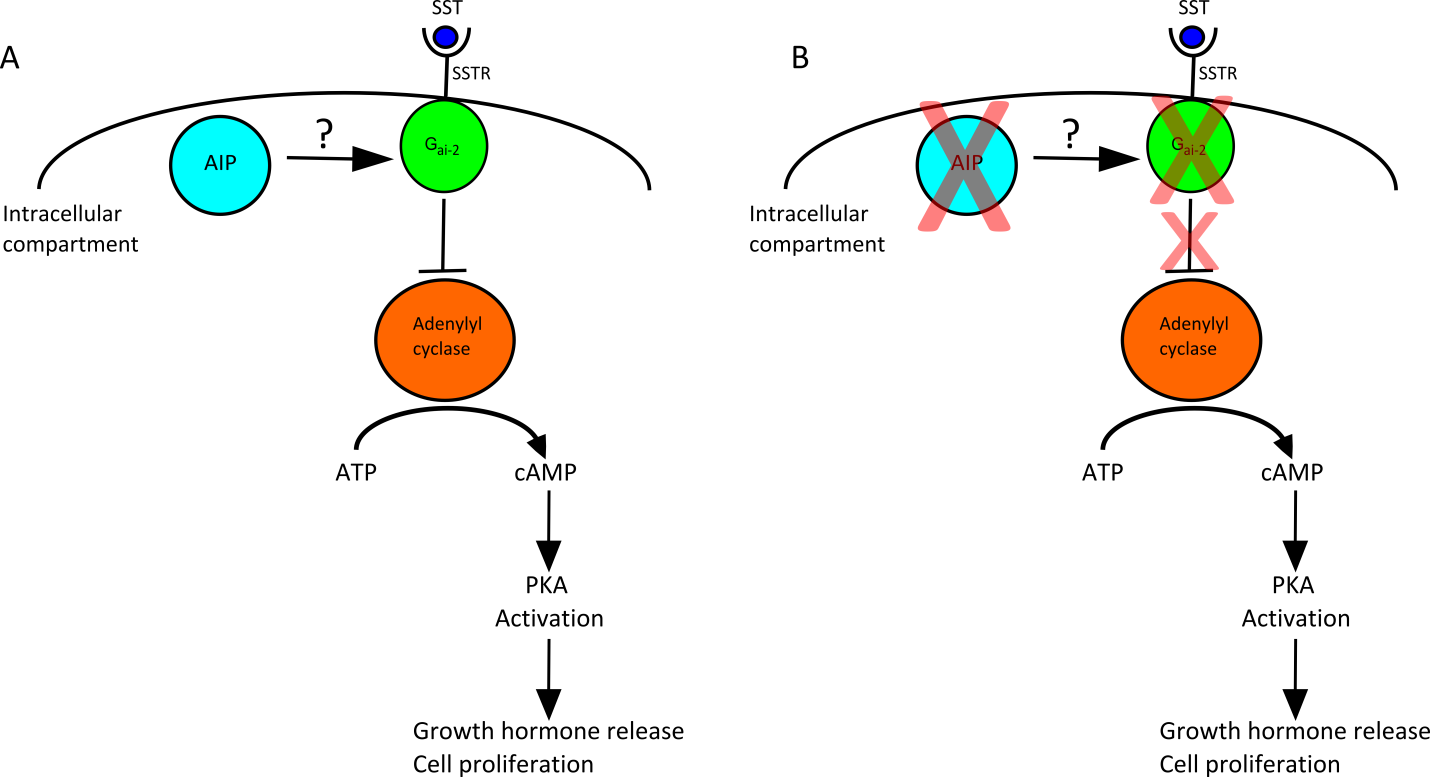 A
SST
SSTR
?
AIP
Gai-2
Intracellular
compartment
Adenylyl
cyclase
ATP
cAMP
PKA
Activation
Growth hormone release
Cell proliferation
B
SST
SSTR
?
AIP
Gai-2
Intracellular
compartment
Adenylyl
cyclase
ATP
cAMP
PKA
Activation
Growth hormone release
Cell proliferation